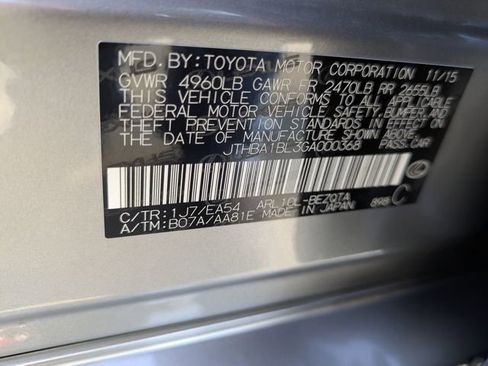 MFD. BY: TOYOTA MOTOR CORPORATION 11/15
GVWR 4960LB GAWR FR 2470LB RR 2655LB
THIS VEHICLE CONFORMS TO ALL APPLICABLE
FEDERAL MOTOR VEHICLE SAFETY, BUMPER, AND
THEFT PREVENTION STANDARDS IN EFFECT ON
THE DATE OF MANUFACTURE SHOWN ABOVE.
JTHBA1BL3GA000368 PASS. CAR
C/TR: 1J7/EA54 ARL10L-BEZQTA
A/TM: B07A/AA81E MADE IN JAPAN 898 C